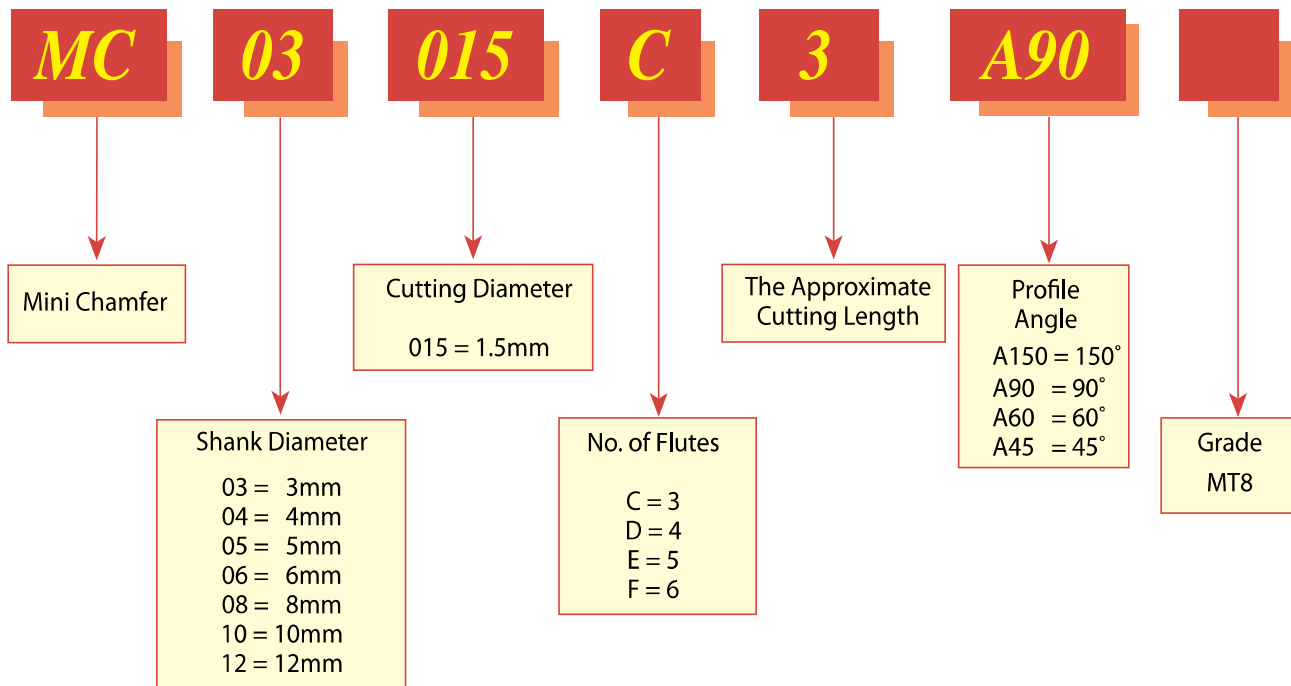 MC 03 015 C 3 A90
Mini Chamfer
Shank Diameter
03 = 3mm
04 = 4mm
05 = 5mm
06 = 6mm
08 = 8mm
10 = 10mm
12 = 12mm
Cutting Diameter
015 = 1.5mm
No. of Flutes
C = 3
D = 4
E = 5
F = 6
The Approximate
Cutting Length
Profile
Angle
A150 = 150°
A90 = 90°
A60 = 60°
A45 = 45°
Grade
MT8